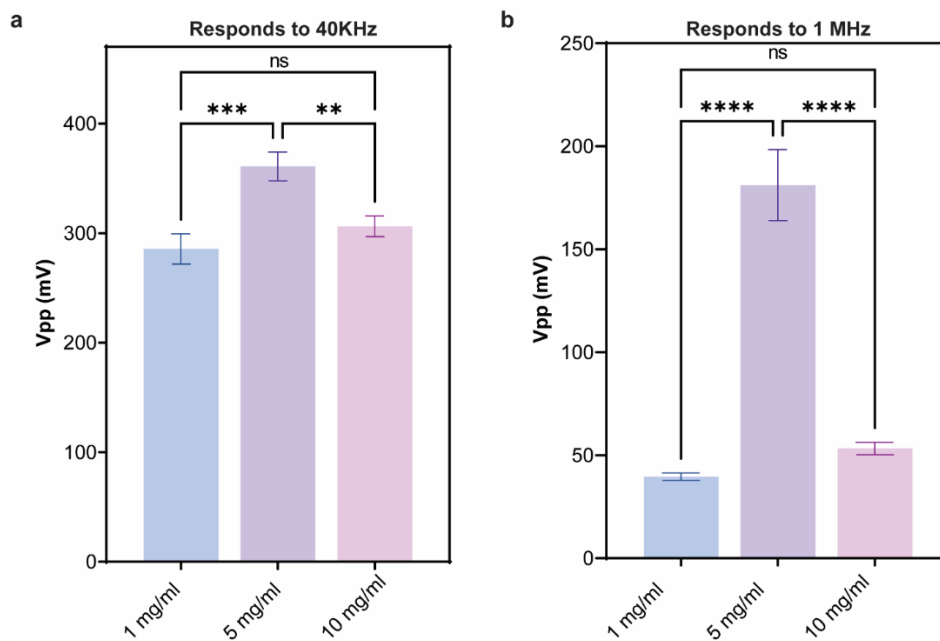 a
Responds to 40KHz
ns
***
**
400
300
200
100
0
Vpp (mV)
1 mg/ml
5 mg/ml
10 mg/ml
b
Responds to 1 MHz
250
ns
****
****
200
150
100
50
0
Vpp (mV)
1 mg/ml
5 mg/ml
10 mg/ml